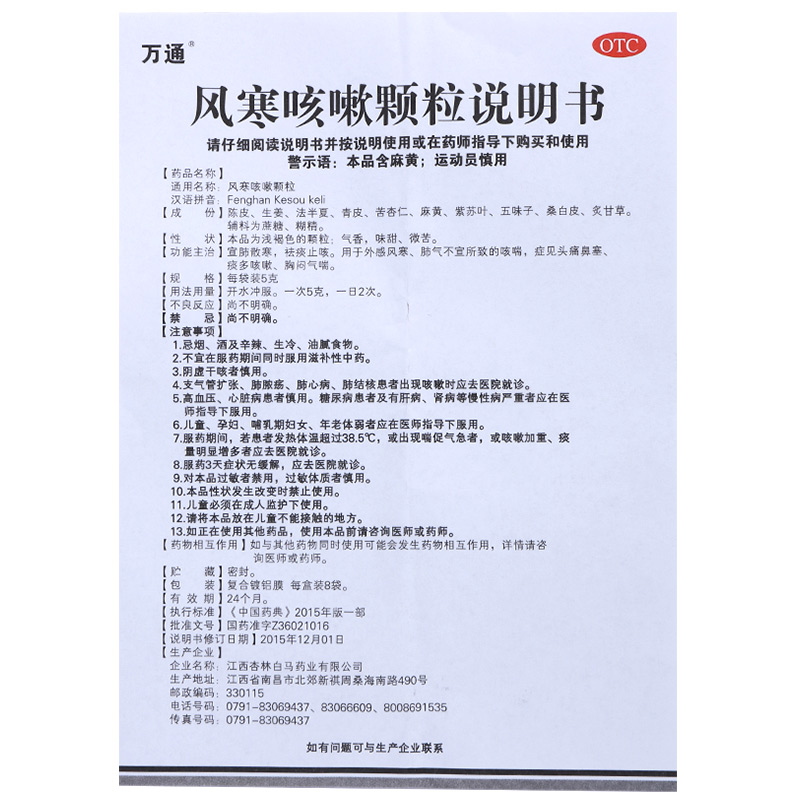 万通®
OTC
风寒咳嗽颗粒说明书
请仔细阅读说明书并按说明使用或在药师指导下购买和使用
警示语：本品含麻黄；运动员慎用
【药品名称】
通用名称：风寒咳嗽颗粒
汉语拼音：Fenghan Kesou keli
【成　份】陈皮、生姜、法半夏、青皮、苦杏仁、麻黄、紫苏叶、五味子、桑白皮、炙甘草。
辅料为蔗糖、糊精。
【性　状】本品为浅褐色的颗粒；气香，味甜、微苦。
【功能主治】宣肺散寒，祛痰止咳。用于外感风寒、肺气不宣所致的咳喘，症见头痛鼻塞、
痰多咳嗽、胸闷气喘。
【规　格】每袋装5克
【用法用量】开水冲服。一次5克，一日2次。
【不良反应】尚不明确。
【禁　忌】尚不明确。
【注意事项】
1.忌烟、酒及辛辣、生冷、油腻食物。
2.不宜在服药期间同时服用滋补性中药。
3.阴虚干咳者慎用。
4.支气管扩张、肺脓疡、肺心病、肺结核患者出现咳嗽时应去医院就诊。
5.高血压、心脏病患者慎用。糖尿病患者及有肝病、肾病等慢性病严重者应在医
师指导下服用。
6.儿童、孕妇、哺乳期妇女、年老体弱者应在医师指导下服用。
7.服药期间，若患者发热体温超过38.5℃，或出现喘促气急者，或咳嗽加重、痰
量明显增多者应去医院就诊。
8.服药3天症状无缓解，应去医院就诊。
9.对本品过敏者禁用，过敏体质者慎用。
10.本品性状发生改变时禁止使用。
11.儿童必须在成人监护下使用。
12.请将本品放在儿童不能接触的地方。
13.如正在使用其他药品，使用本品前请咨询医师或药师。
【药物相互作用】如与其他药物同时使用可能会发生药物相互作用，详情请咨
询医师或药师。
【贮　藏】密封。
【包　装】复合镀铝膜 每盒装8袋。
【有 效 期】24个月。
【执行标准】《中国药典》2015年版一部
【批准文号】国药准字Z36021016
【说明书修订日期】2015年12月01日
【生产企业】
企业名称：江西杏林白马药业有限公司
生产地址：江西省南昌市北郊新祺周桑海南路490号
邮政编码：330115
电话号码：0791-83069437、83066609、8008691535
传真号码：0791-83069437
如有问题可与生产企业联系